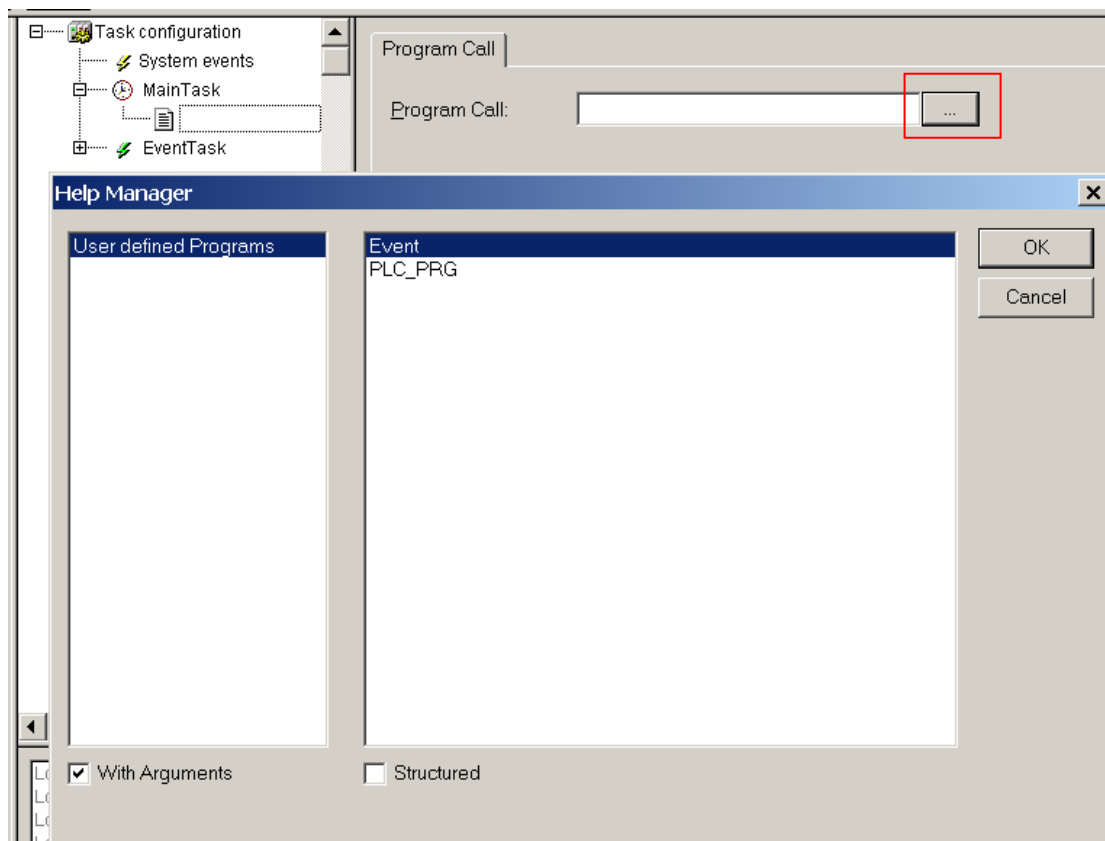 Task configuration
System events
MainTask
EventTask
Program Call
Program Call:
...
Help Manager
User defined Programs
Event
PLC_PRG
OK
Cancel
With Arguments
Structured